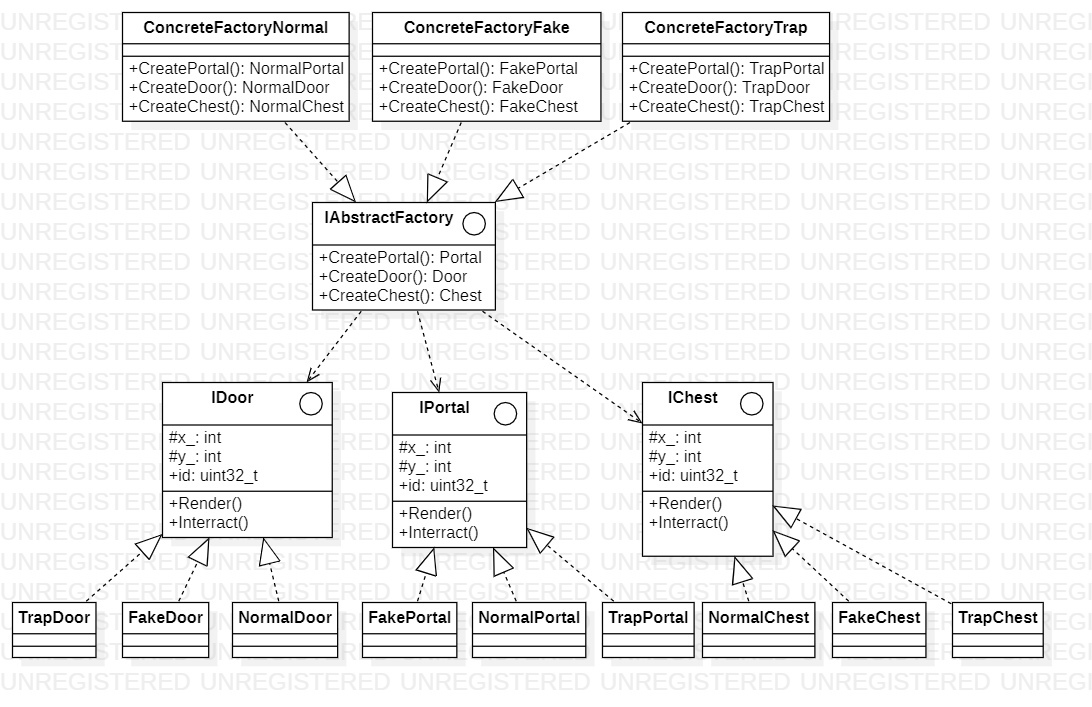 ConcreteFactoryNormal
+CreatePortal(): NormalPortal
+CreateDoor(): NormalDoor
+CreateChest(): NormalChest
ConcreteFactoryFake
+CreatePortal(): FakePortal
+CreateDoor(): FakeDoor
+CreateChest(): FakeChest
ConcreteFactoryTrap
+CreatePortal(): TrapPortal
+CreateDoor(): TrapDoor
+CreateChest(): TrapChest
IAbstractFactory
+CreatePortal(): Portal
+CreateDoor(): Door
+CreateChest(): Chest
IDoor
#x_: int
#y_: int
+id: uint32_t
+Render()
+Interract()
IPortal
#x_: int
#y_: int
+id: uint32_t
+Render()
+Interract()
IChest
#x_: int
#y_: int
+id: uint32_t
+Render()
+Interract()
TrapDoor
FakeDoor
NormalDoor
FakePortal
NormalPortal
TrapPortal
NormalChest
FakeChest
TrapChest
UNREGISTERED UNREGISTERED UNREGISTERED UNREGISTERED UNREGISTERED UNREGI